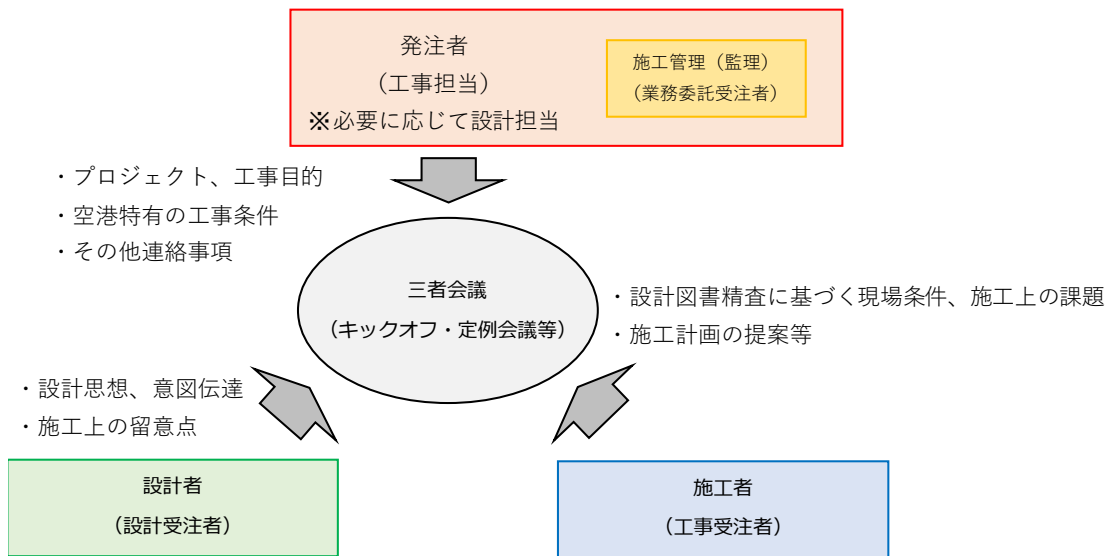 発注者
（工事担当）
※必要に応じて設計担当
施工管理（監理）
（業務委託受注者）
・プロジェクト、工事目的
・空港特有の工事条件
・その他連絡事項
三者会議
（キックオフ・定例会議等）
・設計図書精査に基づく現場条件、施工上の課題
・施工計画の提案等
・設計思想、意図伝達
・施工上の留意点
設計者
（設計受注者）
施工者
（工事受注者）